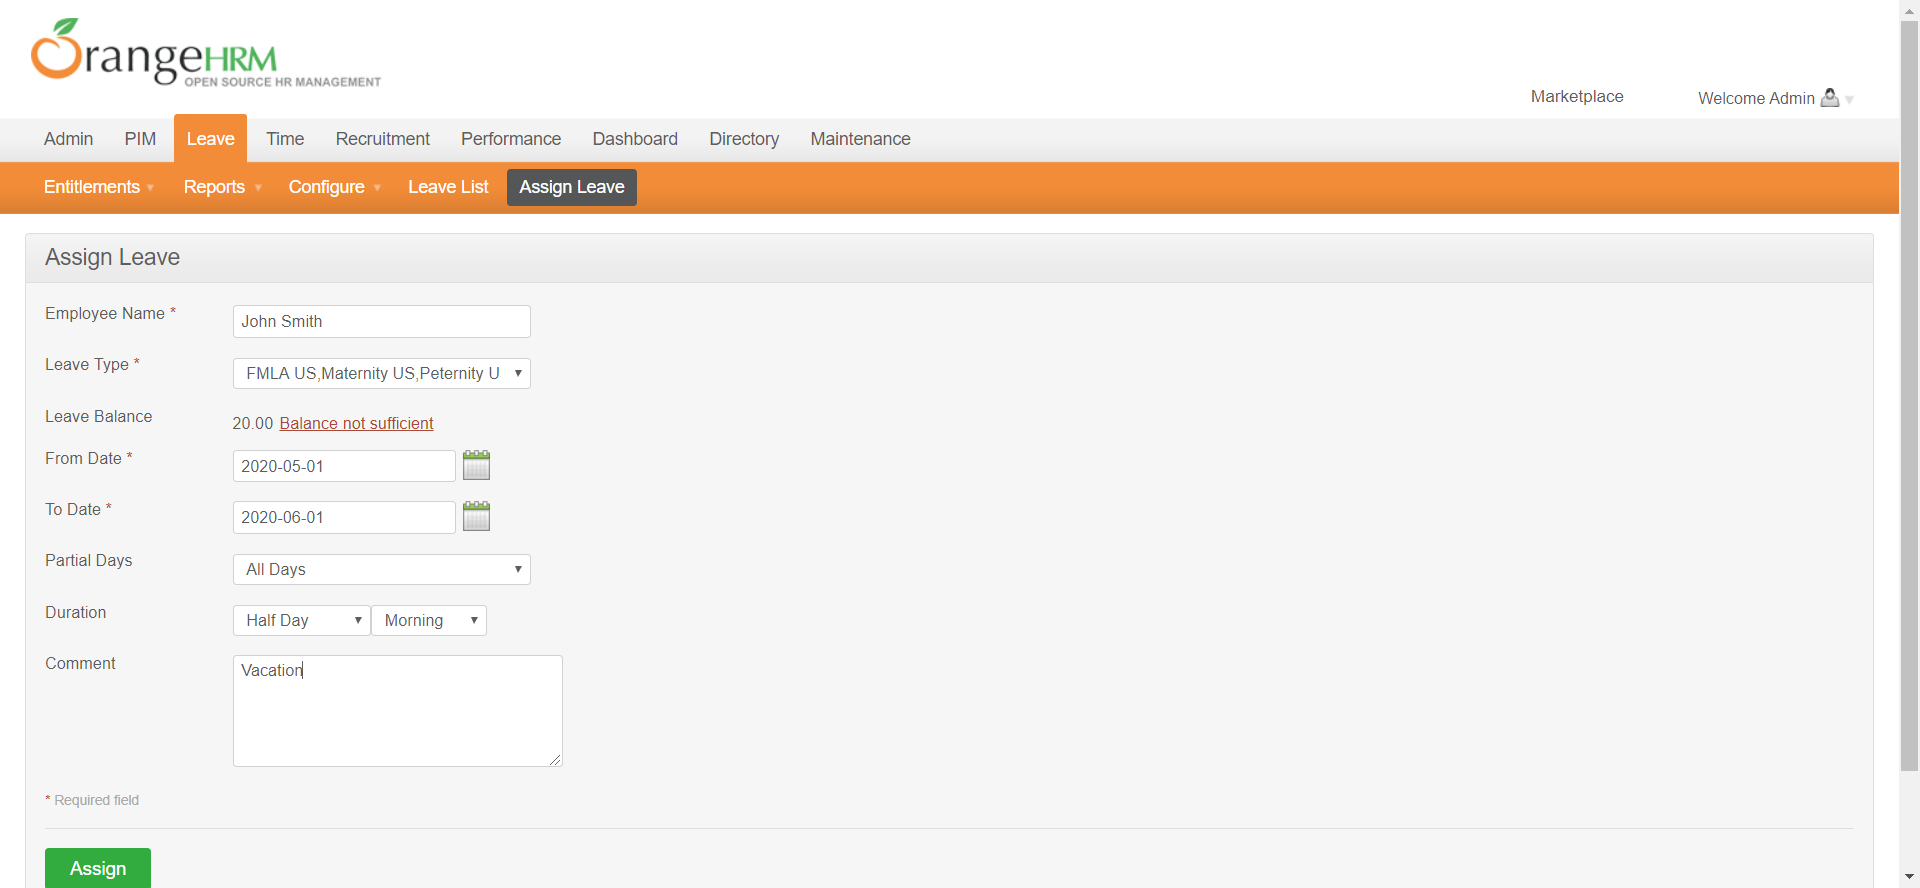 OrangeHRM
OPEN SOURCE HR MANAGEMENT
Marketplace
Welcome Admin
Admin PIM Leave Time Recruitment Performance Dashboard Directory Maintenance
Entitlements Reports Configure Leave List Assign Leave
Assign Leave
Employee Name * John Smith
Leave Type * FMLA US,Maternity US,Peternity U
Leave Balance 20.00 Balance not sufficient
From Date * 2020-05-01
To Date * 2020-06-01
Partial Days All Days
Duration Half Day Morning
Comment Vacation
* Required field
Assign